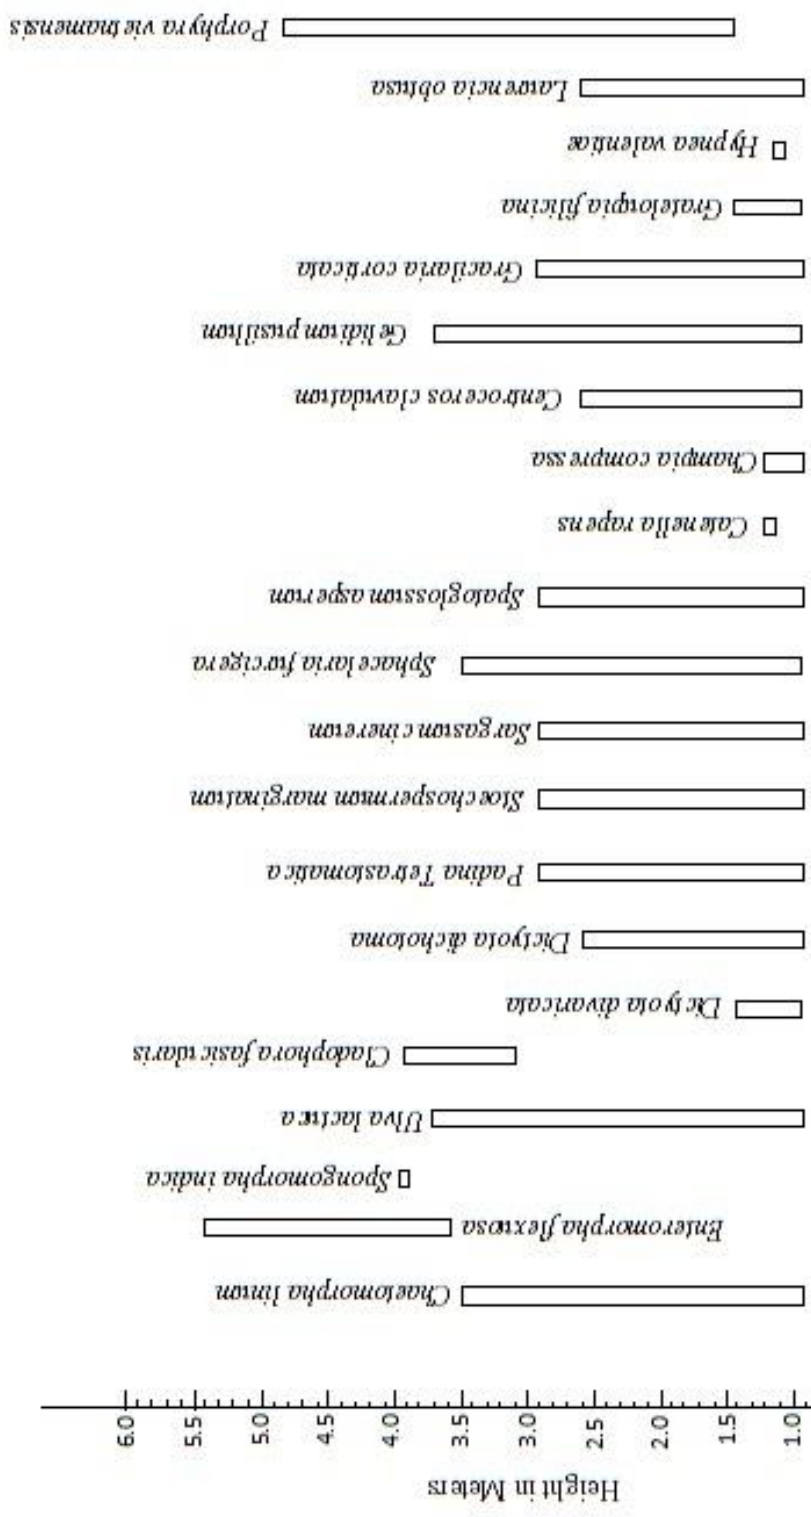 Porphyra vietnamensis
Laurencia obtusa
Hypnea valentiae
Grateloupia filicina
Gracilaria corticata
Gelidium pusillum
Centroceros clavulatum
Champia compressa
Catenella rapens
Spatoglossum asperum
Sphacelaria furcigera
Sargasum cinereum
Stoechospermum marginatum
Padina Tetrastomatica
Dictyota dichotoma
Dictyota divaricata
Cladophora fasicularis
Ulva lactuca
Spongomorpha indica
Enteromorpha flexuosa
Chaetomorpha linum
6.0
5.5
5.0
4.5
4.0
3.5
3.0
2.5
2.0
1.5
1.0
Height in Meters